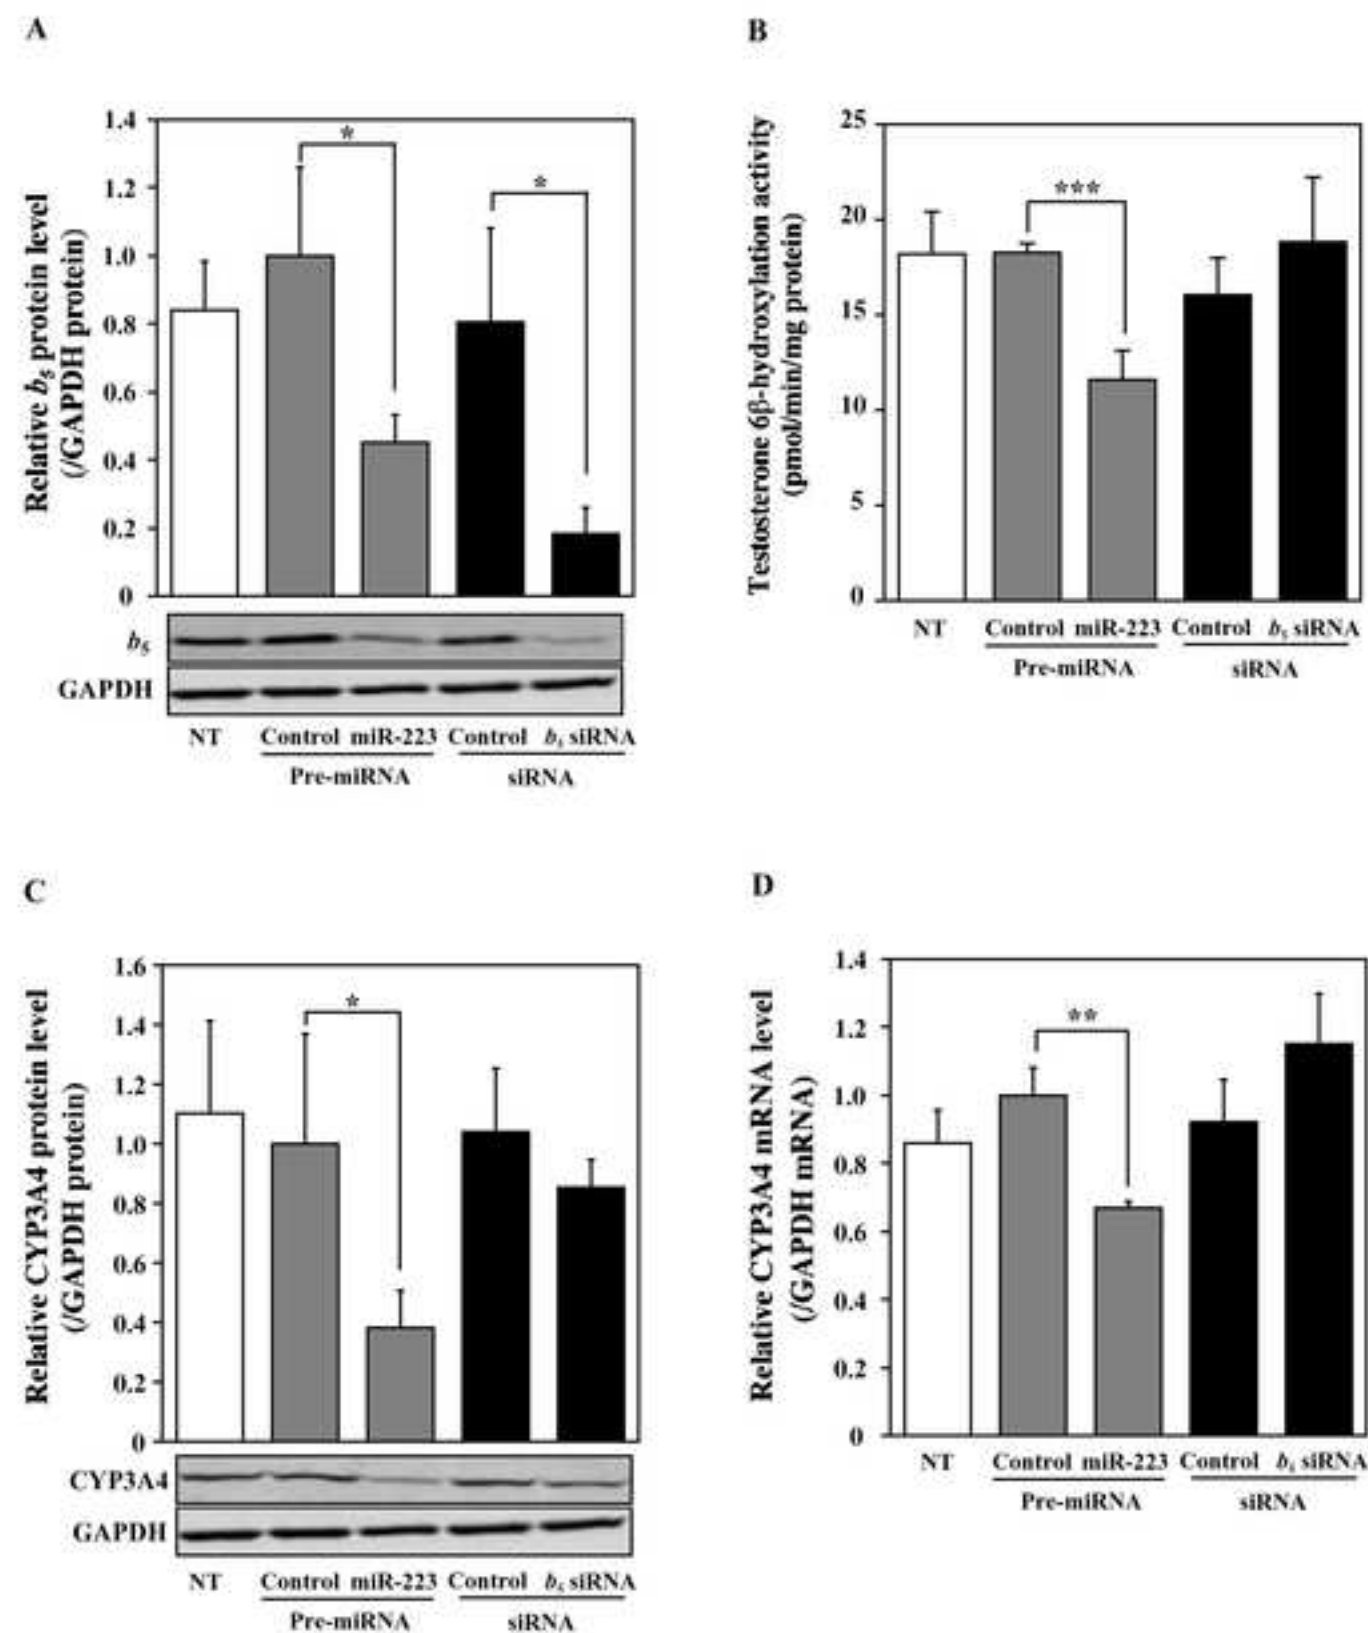 A
Relative b5 protein level
(/GAPDH protein)
1.4
1.2
1.0
0.8
0.6
0.4
0.2
0
*
*
b5
GAPDH
NT
Control
miR-223
Control
b5 siRNA
Pre-miRNA
siRNA
B
Testosterone 6β-hydroxylation activity
(pmol/min/mg protein)
25
20
15
10
5
0
***
NT
Control
miR-223
Control
b5 siRNA
Pre-miRNA
siRNA
C
Relative CYP3A4 protein level
(/GAPDH protein)
1.6
1.4
1.2
1.0
0.8
0.6
0.4
0.2
0
*
CYP3A4
GAPDH
NT
Control
miR-223
Control
b5 siRNA
Pre-miRNA
siRNA
D
Relative CYP3A4 mRNA level
(/GAPDH mRNA)
1.4
1.2
1.0
0.8
0.6
0.4
0.2
0
**
NT
Control
miR-223
Control
b5 siRNA
Pre-miRNA
siRNA